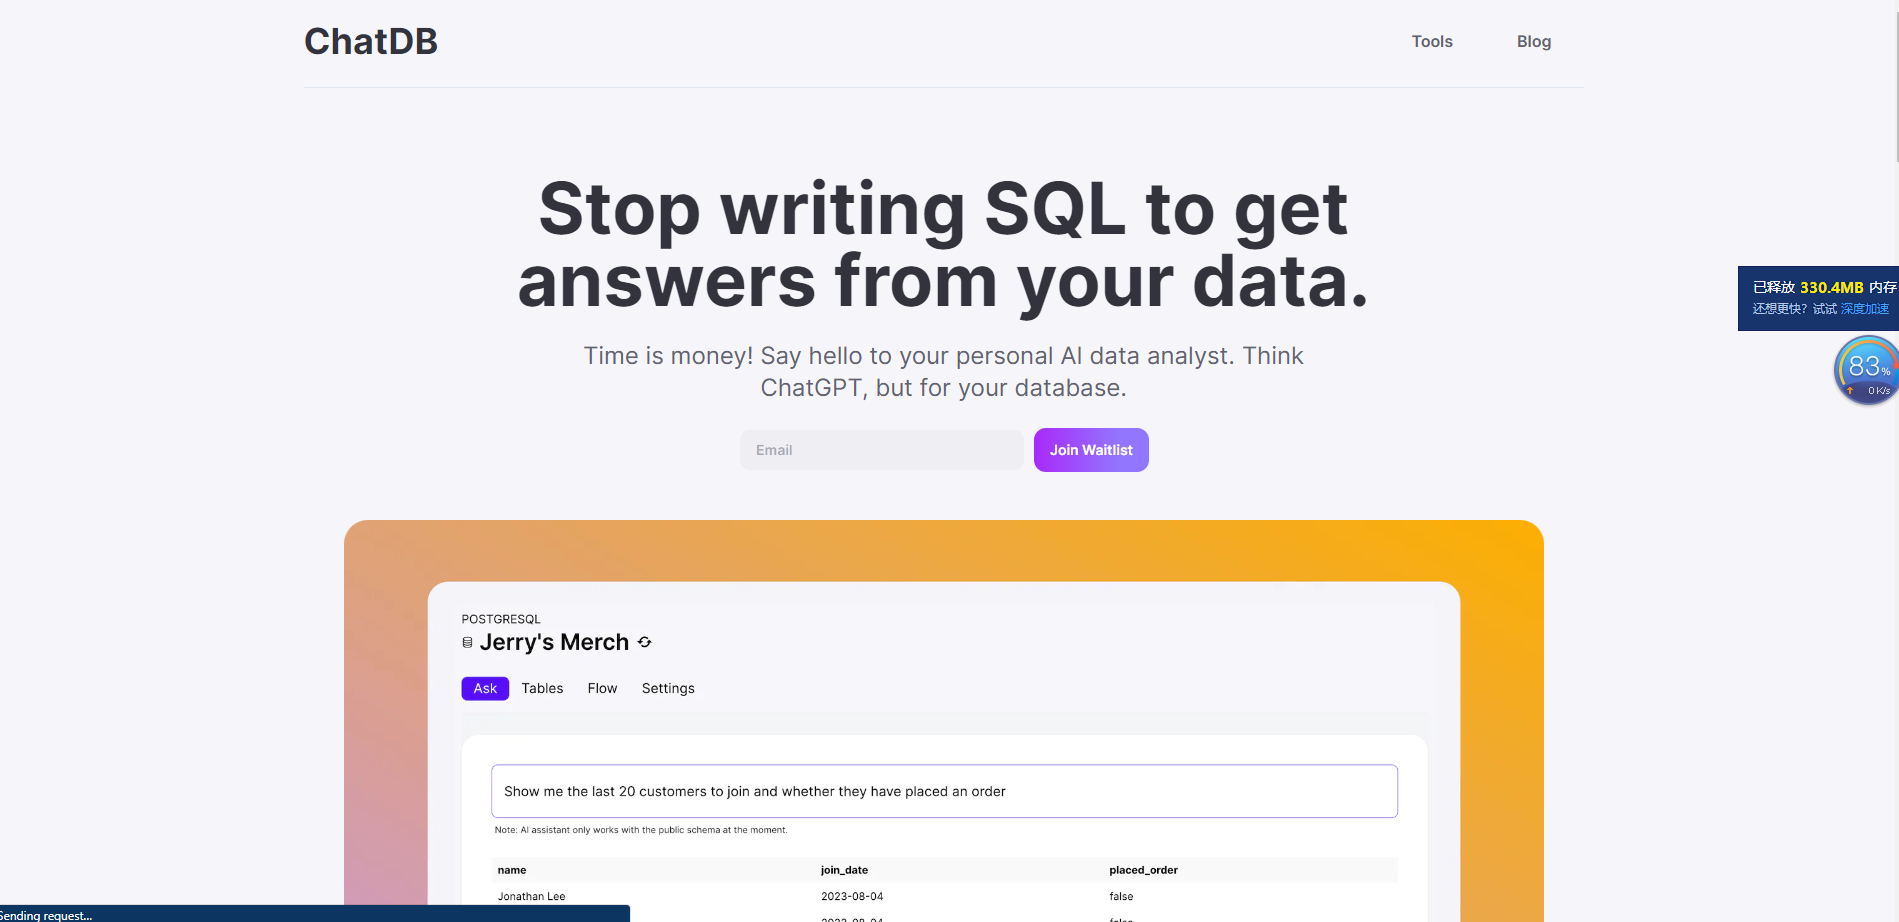 ChatDB
Tools
Blog
Stop writing SQL to get
answers from your data.
Time is money! Say hello to your personal AI data analyst. Think
ChatGPT, but for your database.
Email
Join Waitlist
已释放 330.4MB 内存
还想更快？试试 深度加速
83%
0K/s
POSTGRESQL
Jerry's Merch
Ask Tables Flow Settings
Show me the last 20 customers to join and whether they have placed an order
Note: AI assistant only works with the public schema at the moment.
name join_date placed_order
Jonathan Lee 2023-08-04 false
2023-08-04 false
Sending request...